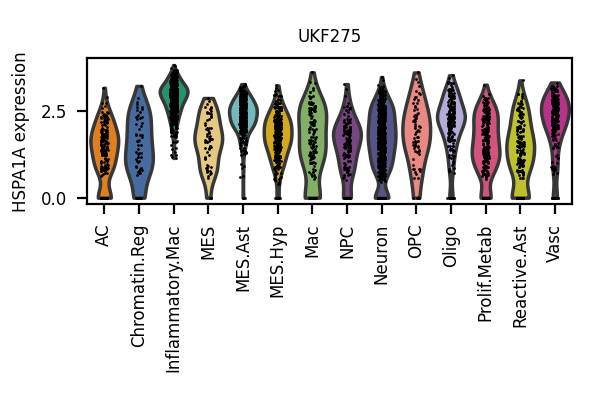 UKF275
HSPA1A expression
2.5
0.0
AC
Chromatin.Reg
Inflammatory.Mac
MES
MES.Ast
MES.Hyp
Mac
NPC
Neuron
OPC
Oligo
Prolif.Metab
Reactive.Ast
Vasc